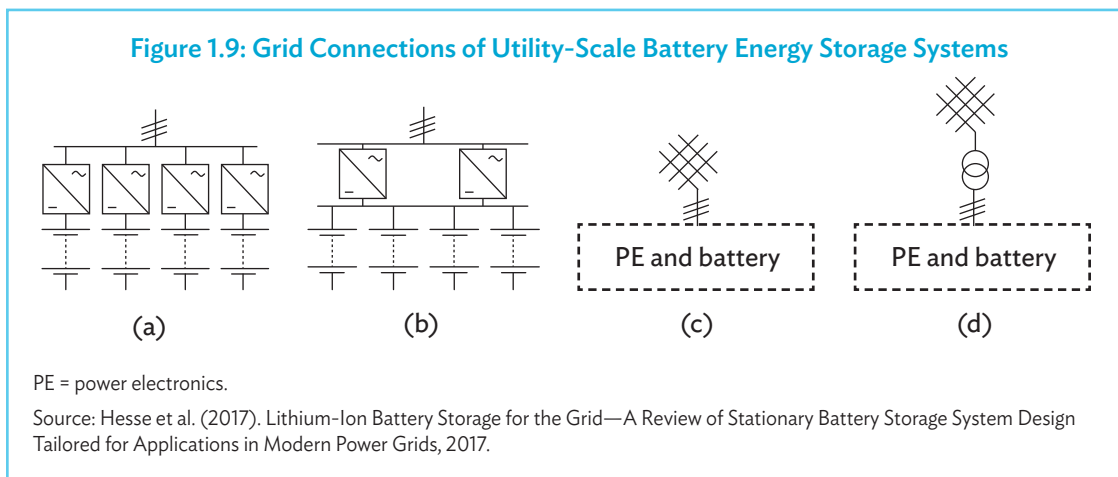 Figure 1.9: Grid Connections of Utility-Scale Battery Energy Storage Systems
PE and battery
PE and battery
(a)
(b)
(c)
(d)
PE = power electronics.
Source: Hesse et al. (2017). Lithium-Ion Battery Storage for the Grid—A Review of Stationary Battery Storage System Design
Tailored for Applications in Modern Power Grids, 2017.